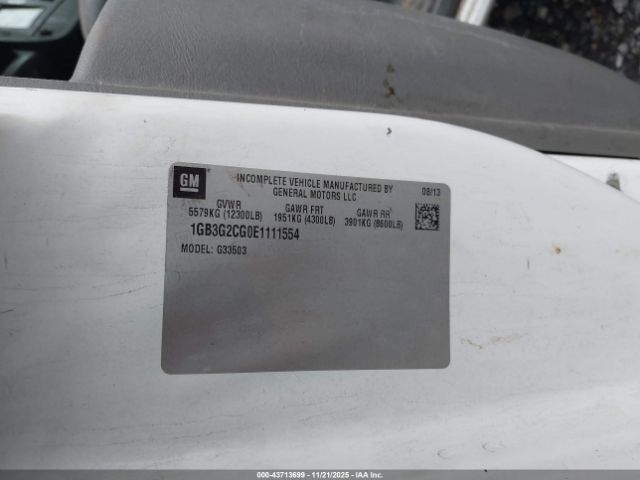 GM
INCOMPLETE VEHICLE MANUFACTURED BY
GENERAL MOTORS LLC
08/13
GVWR GAWR FRT GAWR RR
5579KG (12300LB) 1951KG (4300LB) 3901KG (8600LB)
1GB3G2CG0E1111554
MODEL: G33503
000-43713699 - 11/21/2025 - IAA Inc.